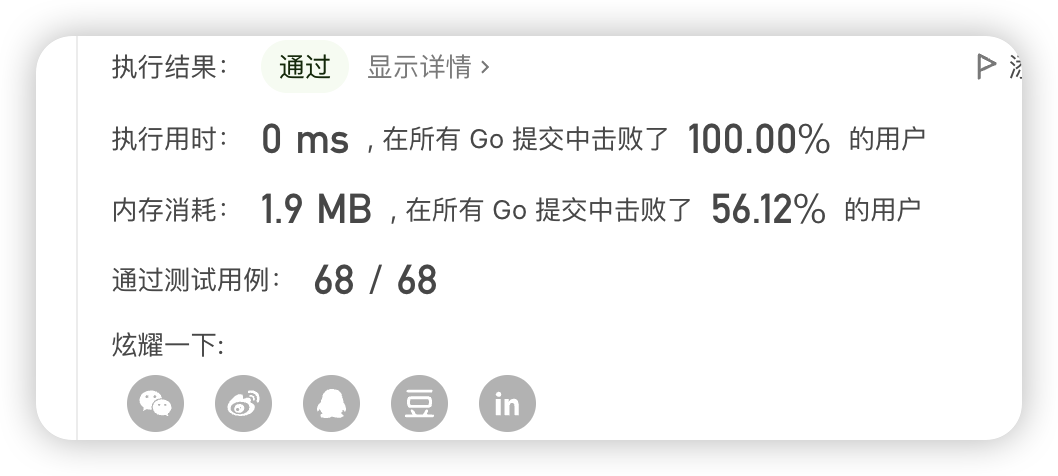 执行结果： 通过 显示详情 >
执行用时： 0 ms , 在所有 Go 提交中击败了 100.00% 的用户
内存消耗： 1.9 MB , 在所有 Go 提交中击败了 56.12% 的用户
通过测试用例： 68 / 68
炫耀一下:
豆 in